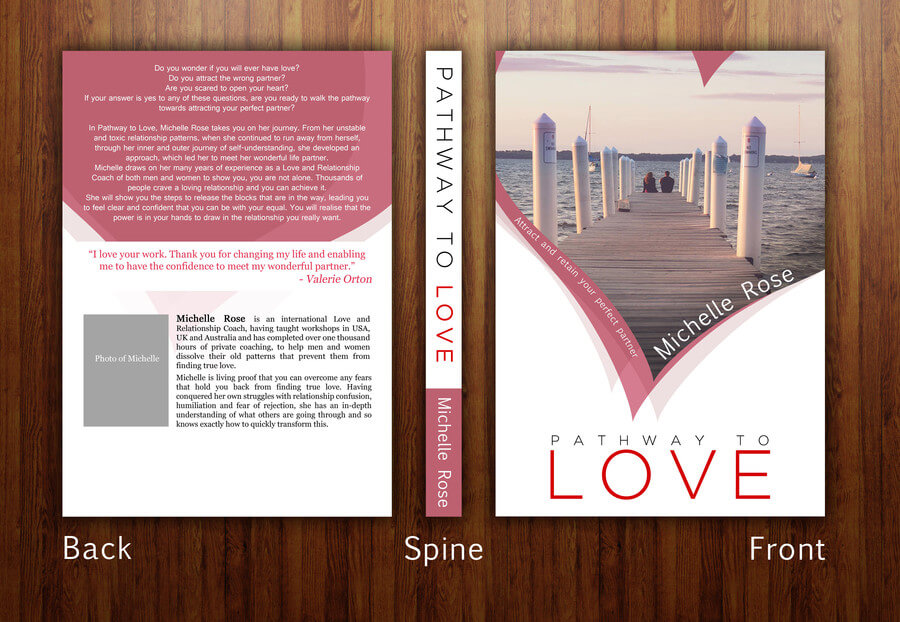 Do you wonder if you will ever have love?
Do you attract the wrong partner?
Are you scared to open your heart?
If your answer is yes to any of these questions, are you ready to walk the pathway
towards attracting your perfect partner?
In Pathway to Love, Michelle Rose takes you on her journey. From her unstable
and toxic relationship patterns, when she continued to run away from herself,
through her inner and outer journey of self-understanding, she developed an
approach, which led her to meet her wonderful life partner.
Michelle draws on her many years of experience as a Love and Relationship
Coach of both men and women to show you, you are not alone. Thousands of
people crave a loving relationship and you can achieve it.
She will show you the steps to release the blocks that are in the way, leading you
to feel clear and confident that you can be with your equal. You will realise that the
power is in your hands to draw in the relationship you really want.
“I love your work. Thank you for changing my life and enabling
me to have the confidence to meet my wonderful partner.”
- Valerie Orton
Photo of Michelle
Michelle Rose is an international Love and
Relationship Coach, having taught workshops in USA,
UK and Australia and has completed over one thousand
hours of private coaching, to help men and women
dissolve their old patterns that prevent them from
finding true love.
Michelle is living proof that you can overcome any fears
that hold you back from finding true love. Having
conquered her own struggles with relationship confusion,
humiliation and fear of rejection, she has an in-depth
understanding of what others are going through and so
knows exactly how to quickly transform this.
PATHWAY TO LOVE
Michelle Rose
Attract and retain your perfect partner
Michelle Rose
PATHWAY TO
LOVE
Back
Spine
Front